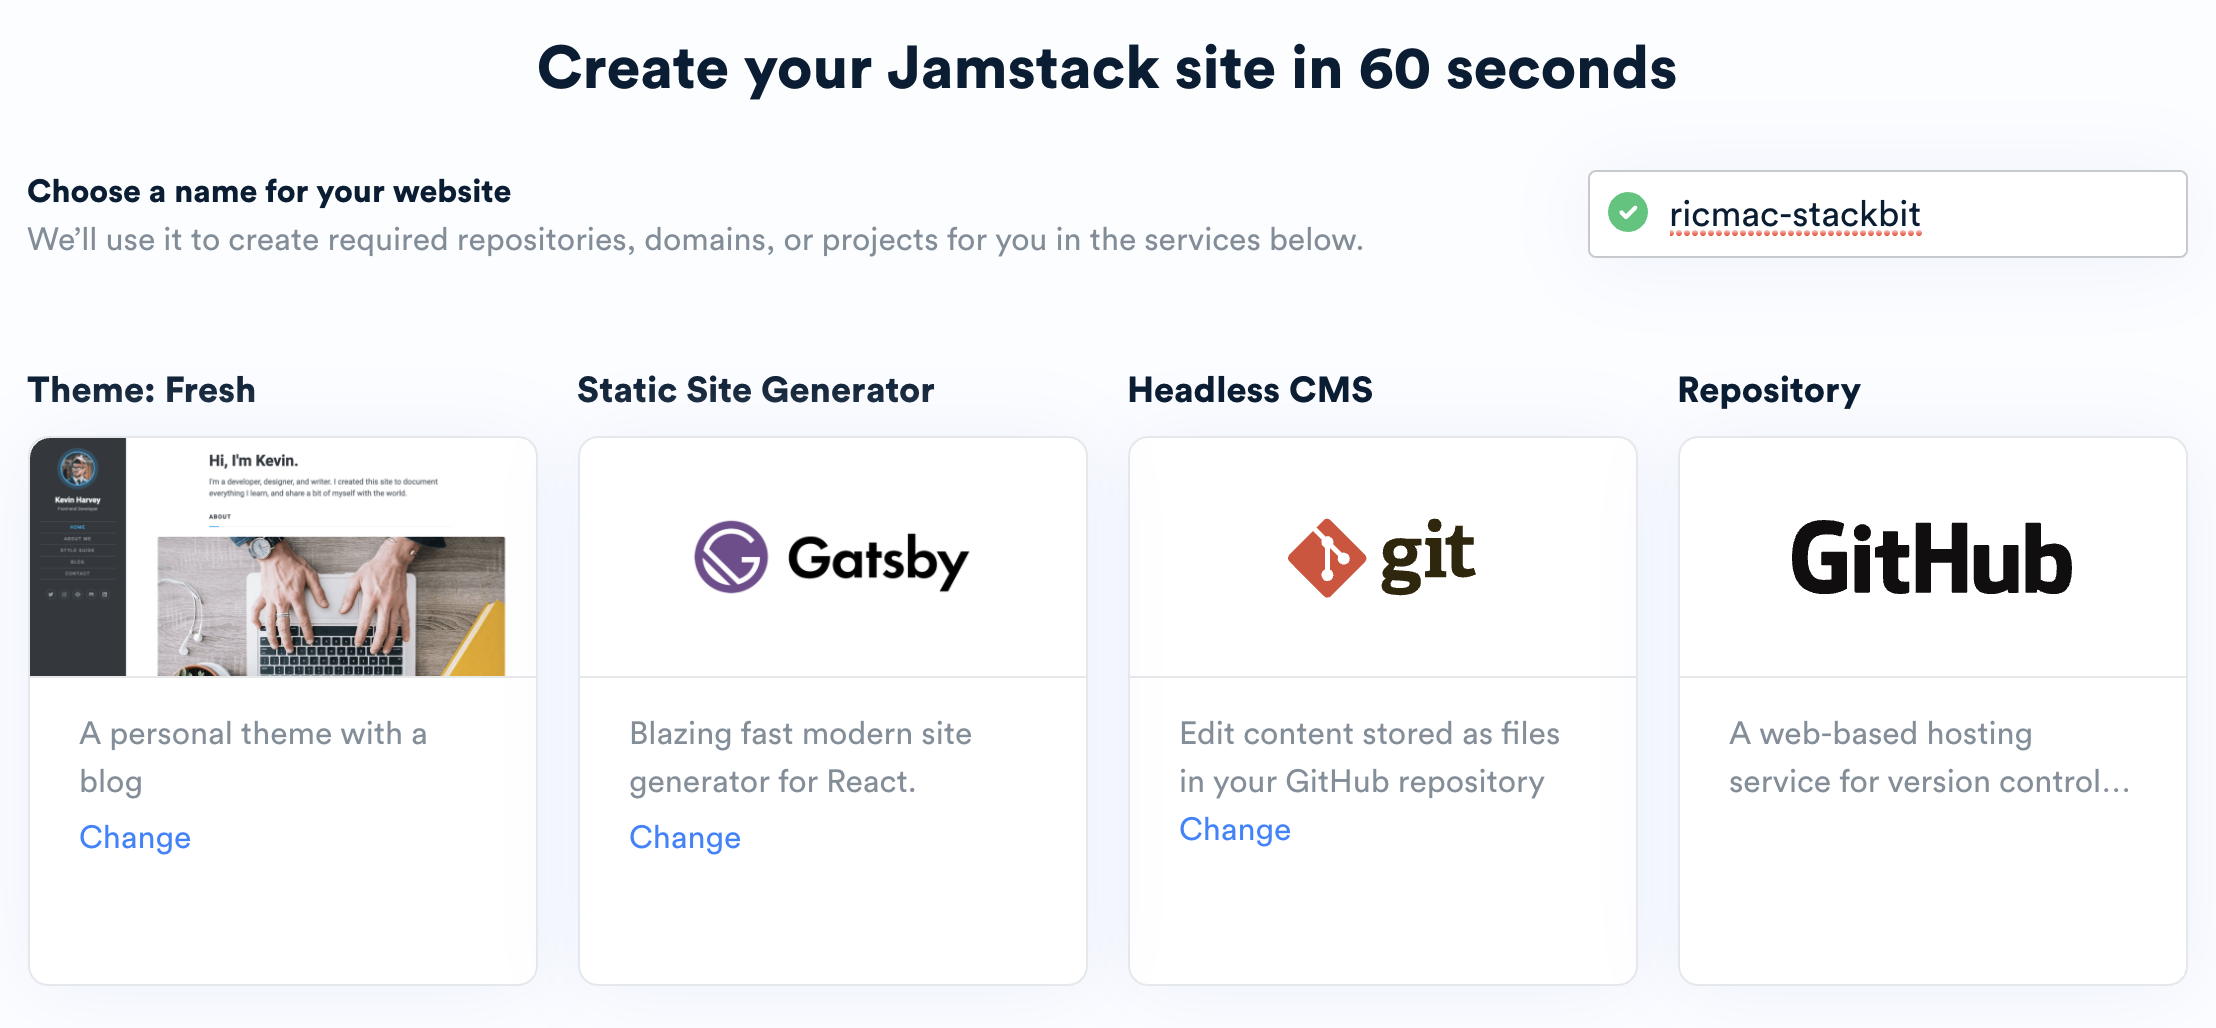 Create your Jamstack site in 60 seconds
Choose a name for your website
We’ll use it to create required repositories, domains, or projects for you in the services below.
ricmac-stackbit
Theme: Fresh
Kevin Harvey
Front-end Developer
HOME
ABOUT ME
STYLE GUIDE
BLOG
CONTACT
Hi, I'm Kevin.
I'm a developer, designer, and writer. I created this site to document
everything I learn, and share a bit of myself with the world.
ABOUT
A personal theme with a
blog
Change
Static Site Generator
Gatsby
Blazing fast modern site
generator for React.
Change
Headless CMS
git
Edit content stored as files
in your GitHub repository
Change
Repository
GitHub
A web-based hosting
service for version control...